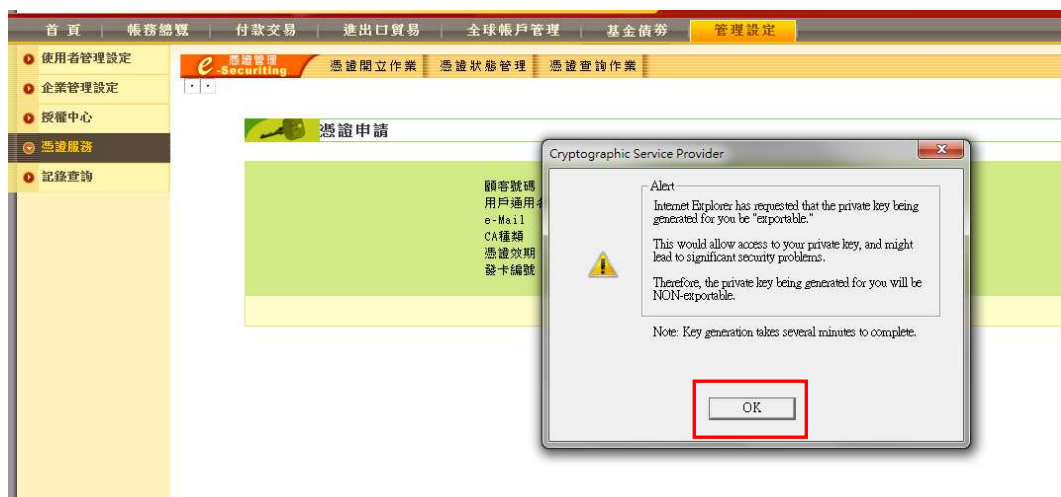 首 頁 | 帳務總覽 | 付款交易 | 進出口貿易 | 全球帳戶管理 | 基金債券 | 管理設定
使用者管理設定
企業管理設定
授權中心
憑證服務
記錄查詢
e-Securiting 憑證管理 憑證開立作業 憑證狀態管理 憑證查詢作業
憑證申請
顧客號碼
用戶通用名
e-Mail
CA種類
憑證效期
發卡編號
Cryptographic Service Provider
Alert
Internet Explorer has requested that the private key being
generated for you be "exportable."
This would allow access to your private key, and might
lead to significant security problems.
Therefore, the private key being generated for you will be
NON-exportable.
Note: Key generation takes several minutes to complete.
OK